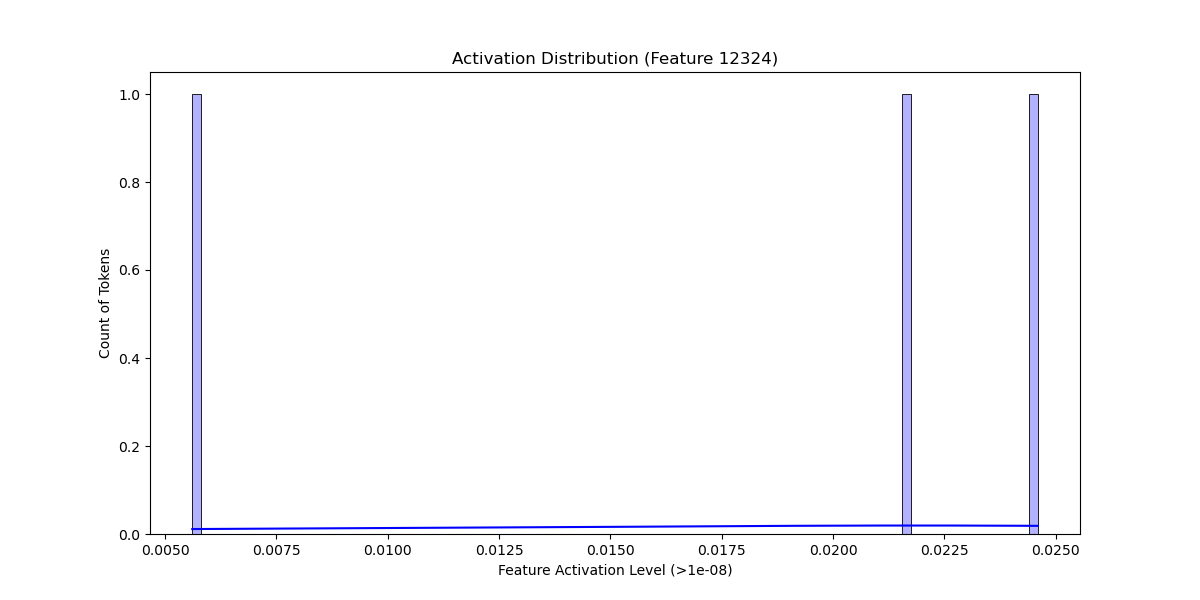 Activation Distribution (Feature 12324)
1.0
0.8
0.6
0.4
0.2
0.0
Count of Tokens
0.0050 0.0075 0.0100 0.0125 0.0150 0.0175 0.0200 0.0225 0.0250
Feature Activation Level (>1e-08)